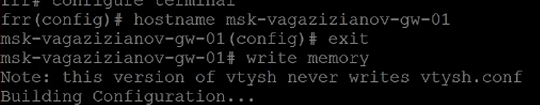 frr# configure terminal
frr(config)# hostname msk-vagazizianov-gw-01
msk-vagazizianov-gw-01(config)# exit
msk-vagazizianov-gw-01# write memory
Note: this version of vtysh never writes vtysh.conf
Building Configuration...